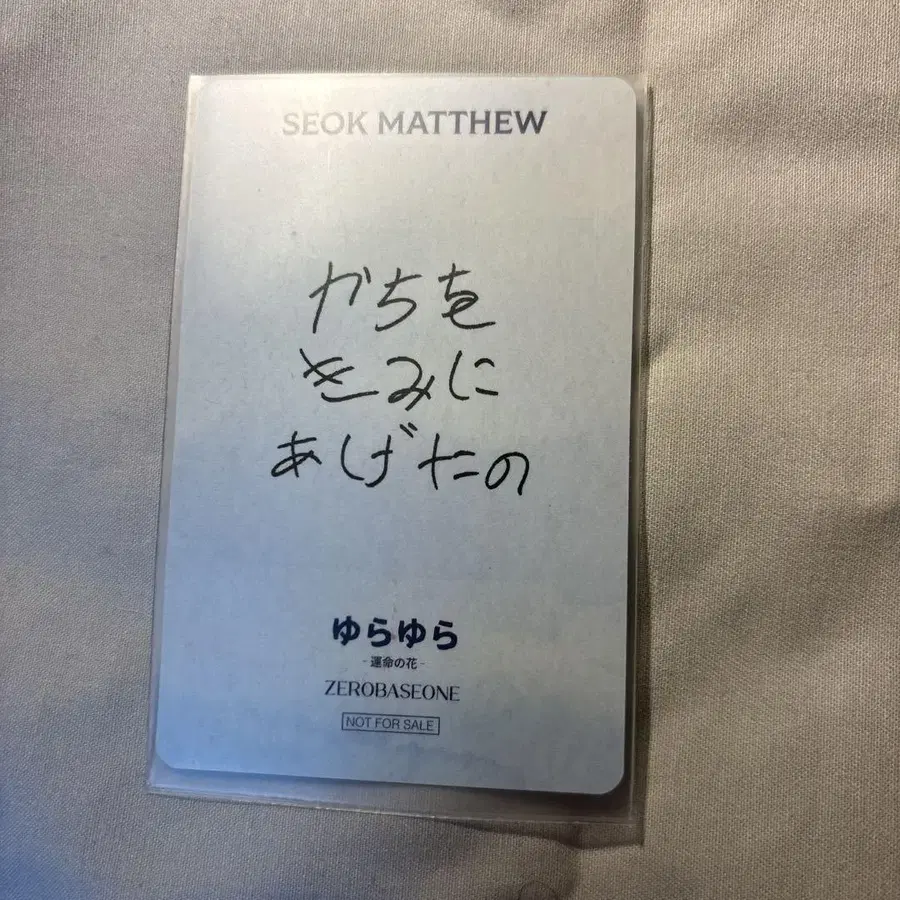 SEOK MATTHEW
かちを
きみに
あげたの
ゆらゆら
- 運命の花 -
ZEROBASEONE
NOT FOR SALE